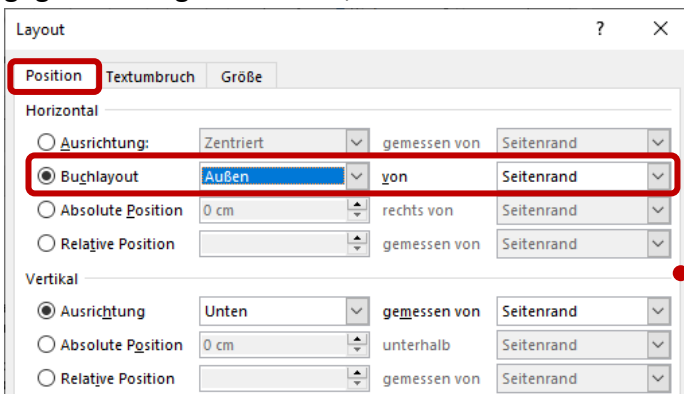 Layout ? ×
Position Textumbruch Größe
Horizontal
Ausrichtung: Zentriert gemessen von Seitenrand
Buchlayout Außen von Seitenrand
Absolute Position 0 cm rechts von Seitenrand
Relative Position gemessen von Seitenrand
Vertikal
Ausrichtung Unten gemessen von Seitenrand
Absolute Position 0 cm unterhalb Seitenrand
Relative Position gemessen von Seitenrand